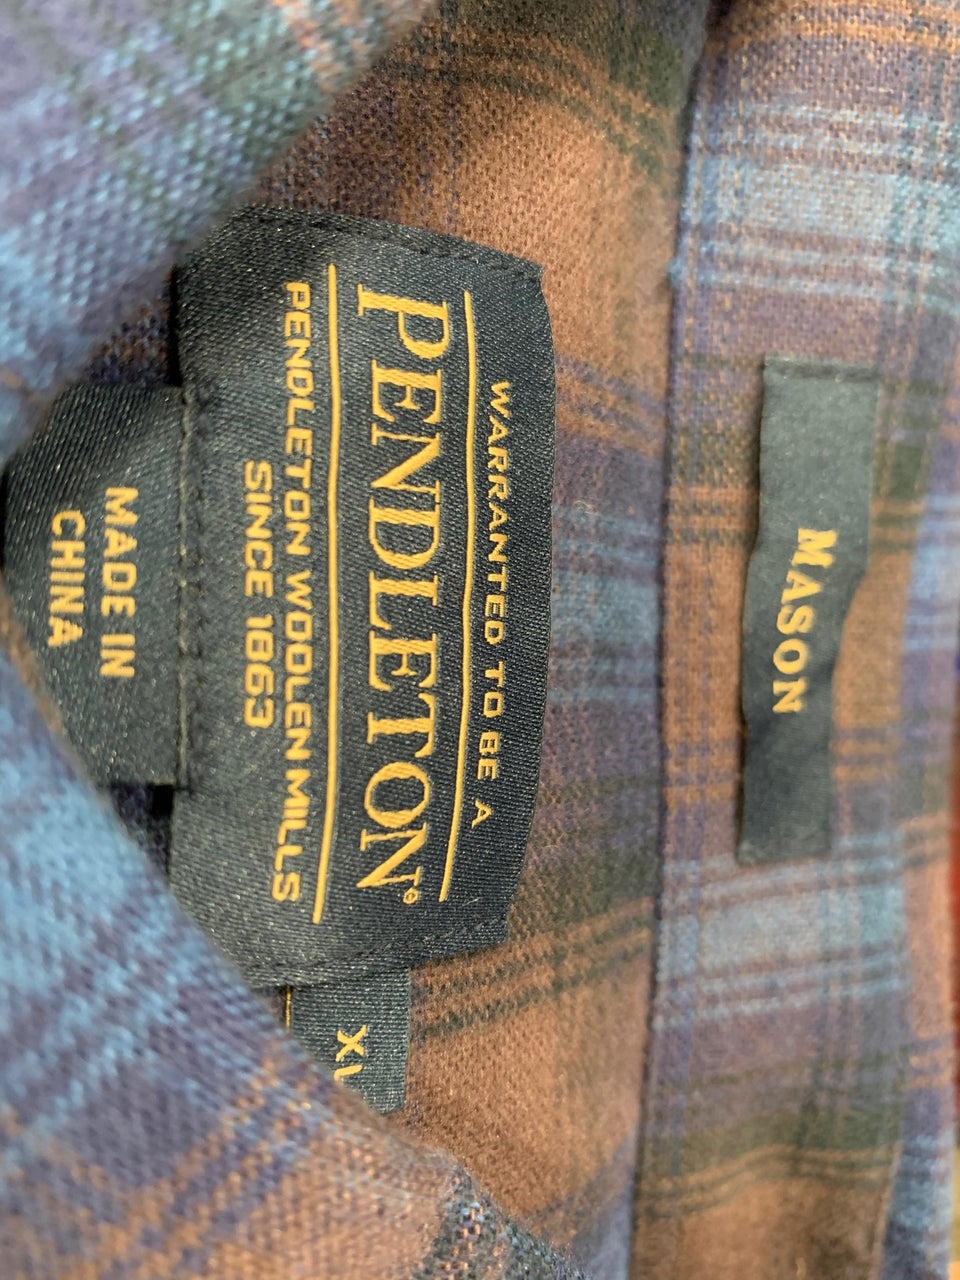 MASON
WARRANTED TO BE A
PENDLETON®
PENDLETON WOOLEN MILLS
SINCE 1863
MADE IN
CHINA